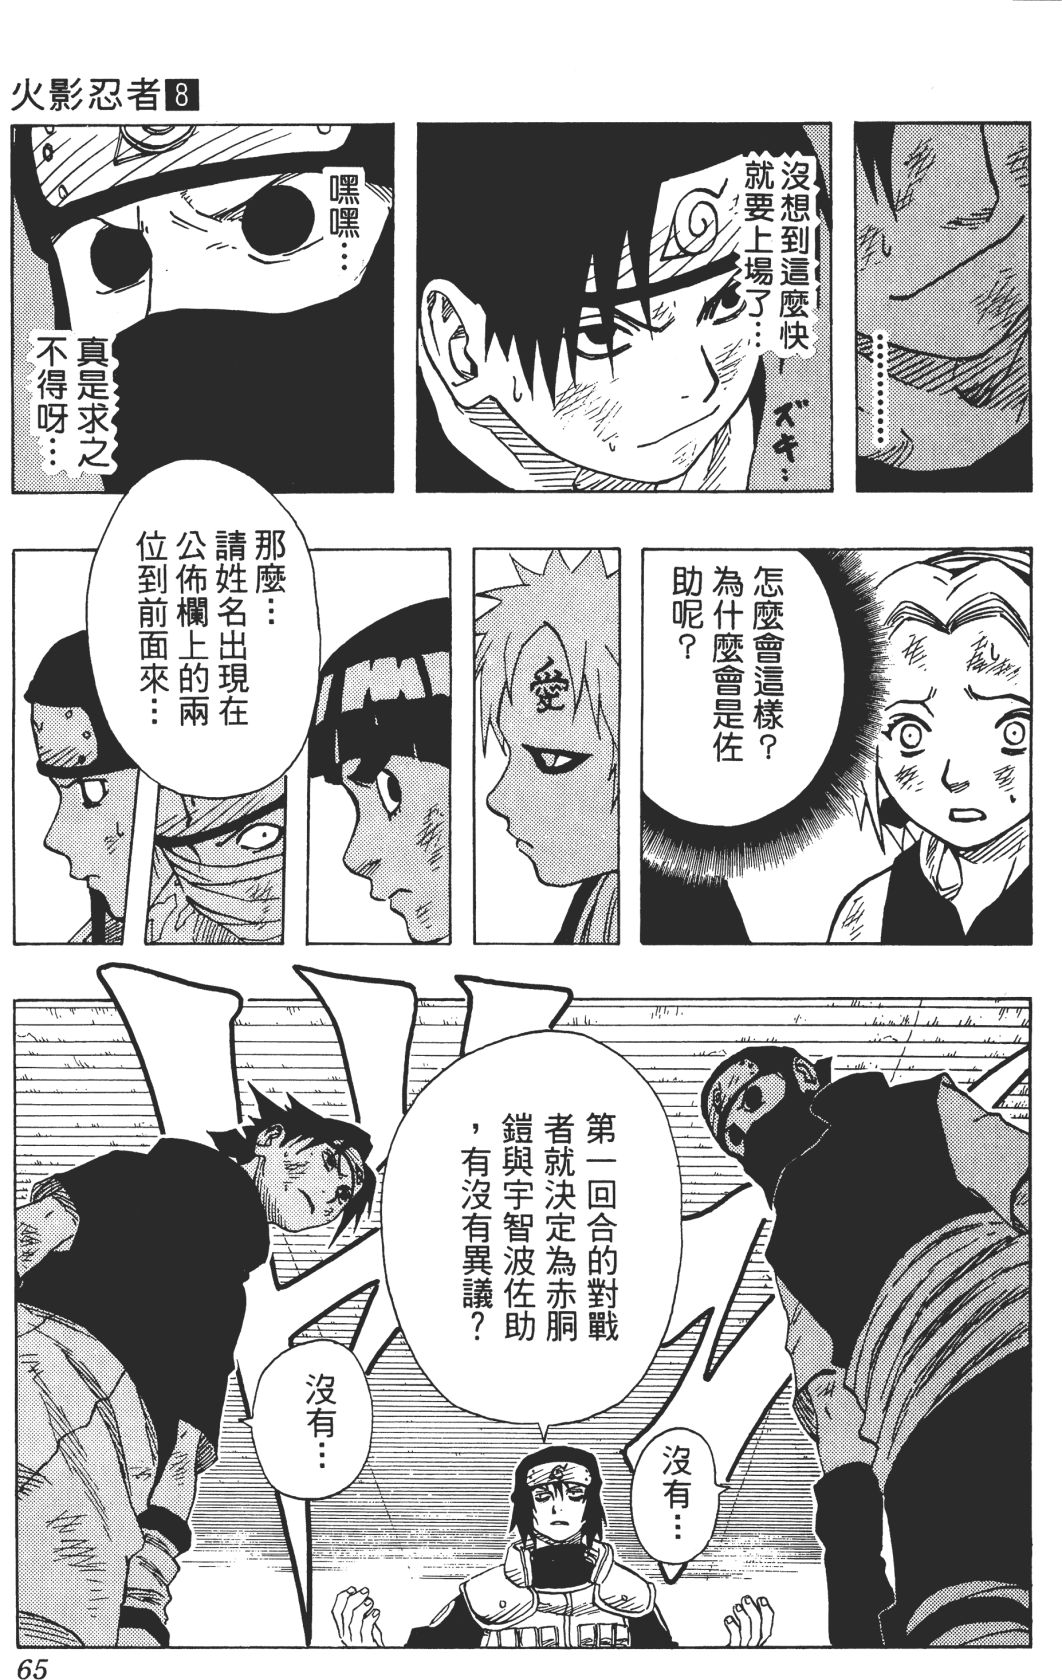 火影忍者8
…………
沒想到這麼快
就要上場了…
ズキ…
嘿嘿…
真是求之
不得呀…
怎麼會這樣？
為什麼會是佐
助呢？
那麼…
請姓名出現在
公佈欄上的兩
位到前面來…
愛
第一回合的對戰
者就決定為赤胴
鎧與宇智波佐助
，有沒有異議？
沒有…
沒有…
65